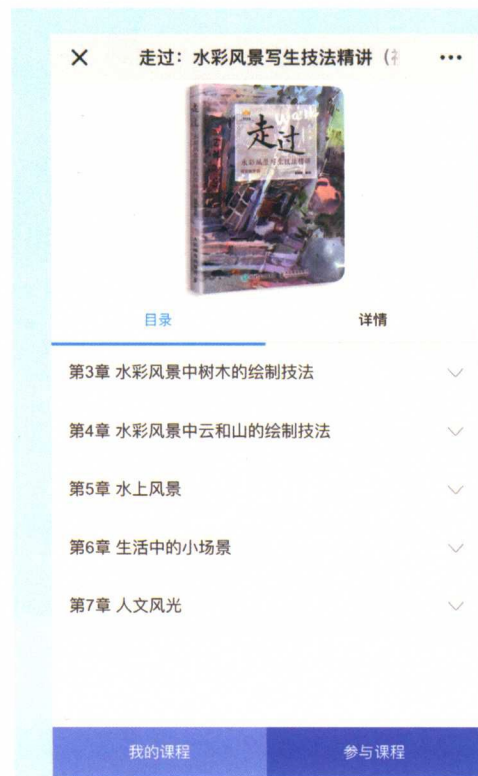 走过：水彩风景写生技法精讲（
走过
水彩风景写生技法精讲
目录
详情
第3章 水彩风景中树木的绘制技法
第4章 水彩风景中云和山的绘制技法
第5章 水上风景
第6章 生活中的小场景
第7章 人文风光
我的课程
参与课程